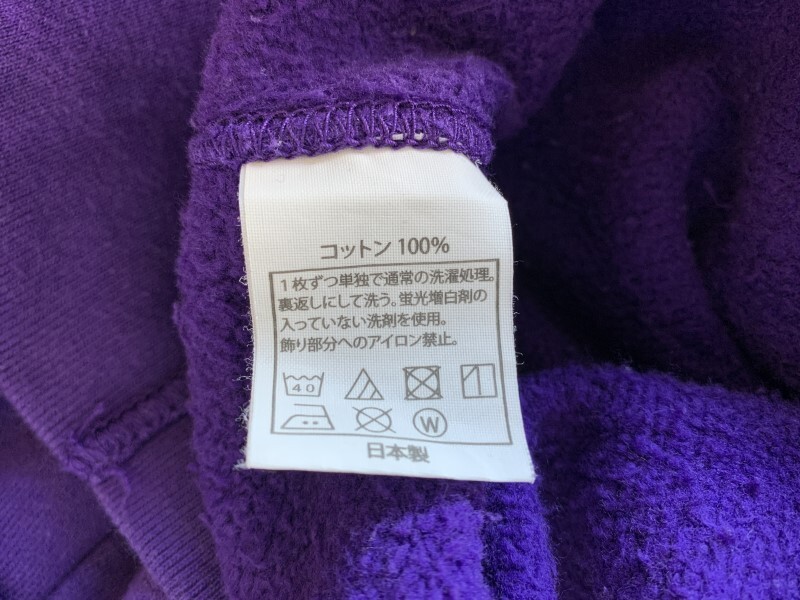 コットン 100%
1枚ずつ単独で通常の洗濯処理。
裏返しにして洗う。蛍光増白剤の
入っていない洗剤を使用。
飾り部分へのアイロン禁止。
40
W
日本製